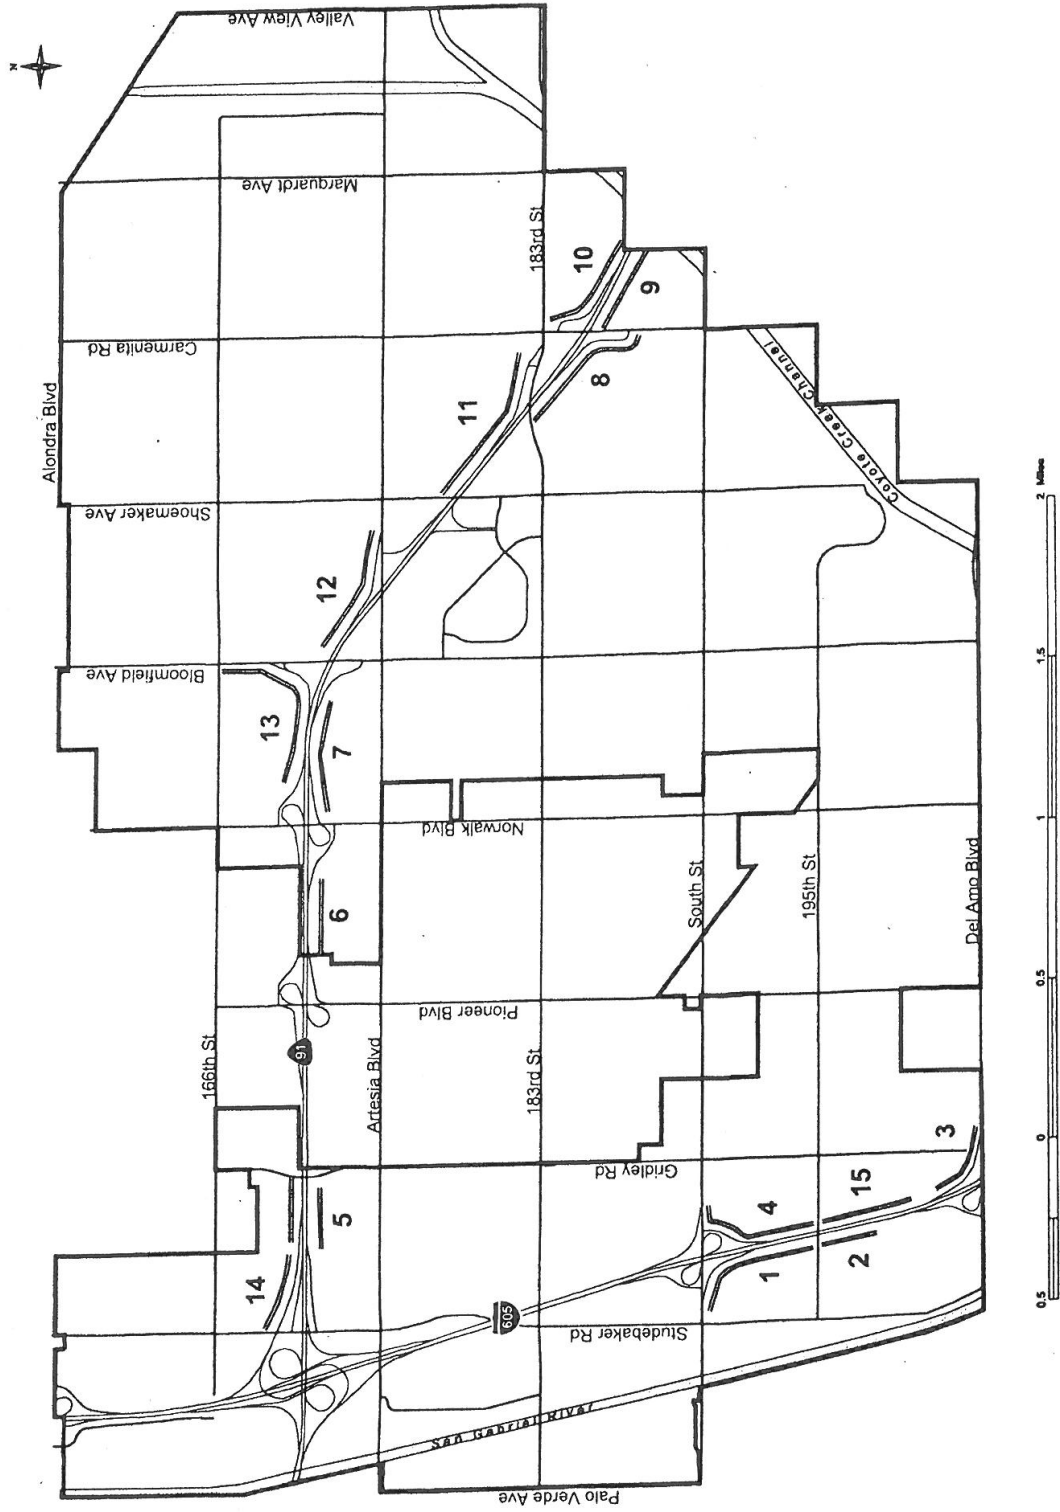 N
Valley View Ave
Marquardt Ave
183rd St
10
9
Carmenita Rd
Alondra Blvd
8
11
Coyote Creek Channel
Shoemaker Ave
12
Bloomfield Ave
13
7
Norwalk Blvd
South St
195th St
Del Amo Blvd
6
Pioneer Blvd
166th St
91
Artesia Blvd
183rd St
Gridley Rd
3
5
4
15
14
1
2
605
Studebaker Rd
San Gabriel River
Palo Verde Ave
0.5 0 0.5 1 1.5 2 Miles